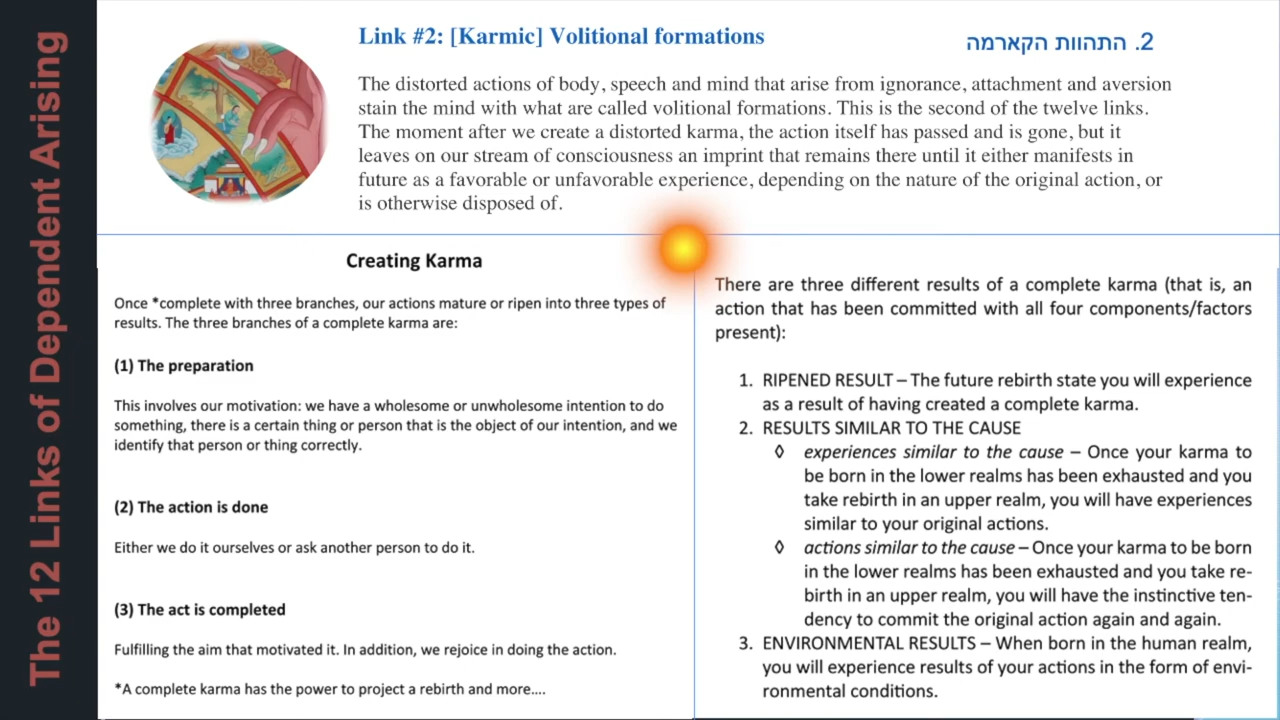 The 12 Links of Dependent Arising
Link #2: [Karmic] Volitional formations
2. התהוות הקארמה
The distorted actions of body, speech and mind that arise from ignorance, attachment and aversion
stain the mind with what are called volitional formations. This is the second of the twelve links.
The moment after we create a distorted karma, the action itself has passed and is gone, but it
leaves on our stream of consciousness an imprint that remains there until it either manifests in
future as a favorable or unfavorable experience, depending on the nature of the original action, or
is otherwise disposed of.
Creating Karma
Once *complete with three branches, our actions mature or ripen into three types of
results. The three branches of a complete karma are:
(1) The preparation
This involves our motivation: we have a wholesome or unwholesome intention to do
something, there is a certain thing or person that is the object of our intention, and we
identify that person or thing correctly.
(2) The action is done
Either we do it ourselves or ask another person to do it.
(3) The act is completed
Fulfilling the aim that motivated it. In addition, we rejoice in doing the action.
*A complete karma has the power to project a rebirth and more....
There are three different results of a complete karma (that is, an
action that has been committed with all four components/factors
present):
1. RIPENED RESULT – The future rebirth state you will experience
as a result of having created a complete karma.
2. RESULTS SIMILAR TO THE CAUSE
◊ experiences similar to the cause – Once your karma to
be born in the lower realms has been exhausted and you
take rebirth in an upper realm, you will have experiences
similar to your original actions.
◊ actions similar to the cause – Once your karma to be born
in the lower realms has been exhausted and you take re-
birth in an upper realm, you will have the instinctive ten-
dency to commit the original action again and again.
3. ENVIRONMENTAL RESULTS – When born in the human realm,
you will experience results of your actions in the form of envi-
ronmental conditions.